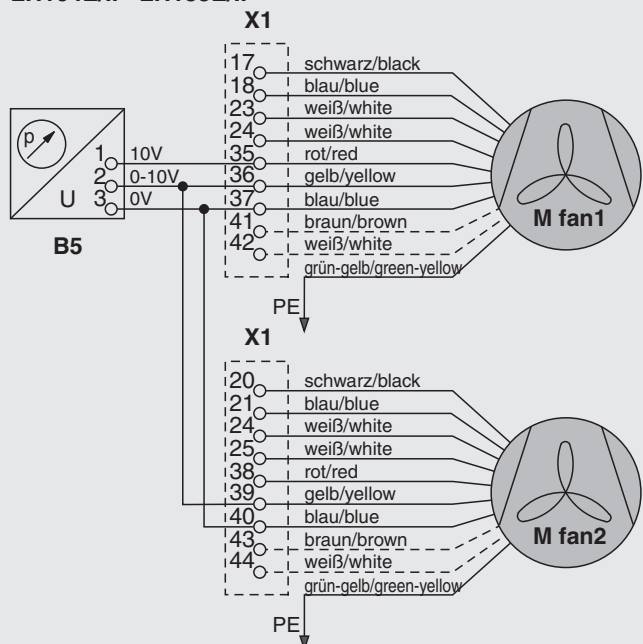 X1
17 schwarz/black
18 blau/blue
23 weiß/white
24 weiß/white
35 rot/red
36 gelb/yellow
37 blau/blue
41 braun/brown
42 weiß/white
grün-gelb/green-yellow
PE
M fan1
p
U
1 10V
2 0-10V
3 0V
B5
X1
20 schwarz/black
21 blau/blue
24 weiß/white
25 weiß/white
38 rot/red
39 gelb/yellow
40 blau/blue
43 braun/brown
44 weiß/white
grün-gelb/green-yellow
PE
M fan2